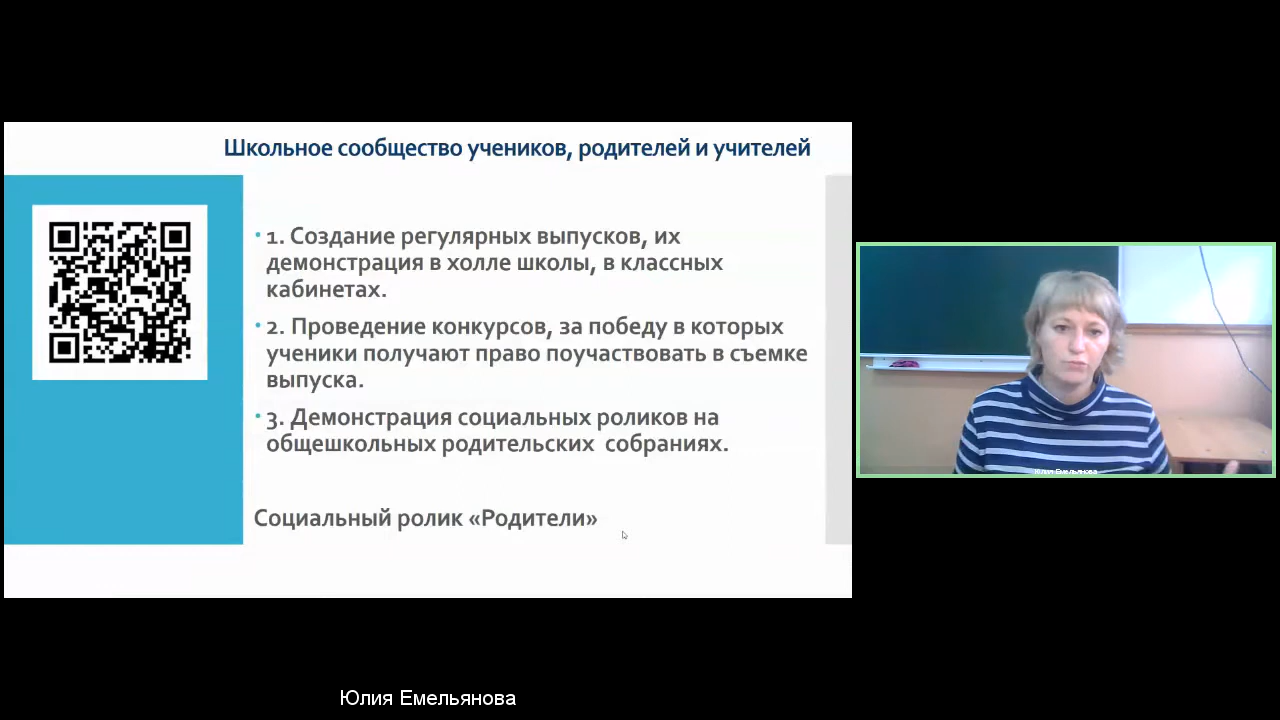 Школьное сообщество учеников, родителей и учителей
• 1. Создание регулярных выпусков, их
демонстрация в холле школы, в классных
кабинетах.
• 2. Проведение конкурсов, за победу в которых
ученики получают право поучаствовать в съемке
выпуска.
• 3. Демонстрация социальных роликов на
общешкольных родительских собраниях.
Социальный ролик «Родители»
Юлия Емельянова
Юлия Емельянова